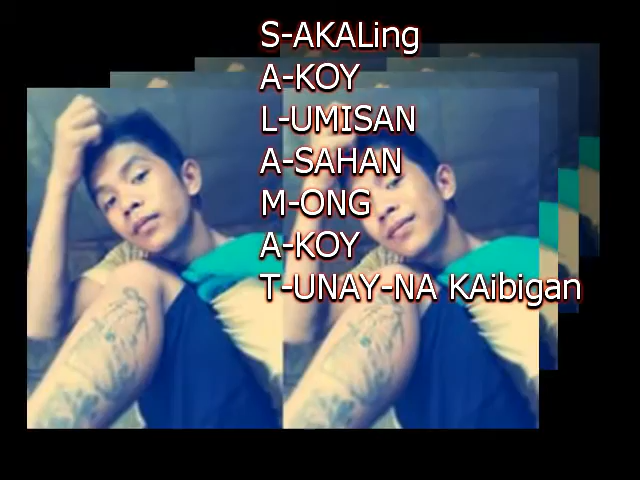 S-AKALing
A-KOY
L-UMISAN
A-SAHAN
M-ONG
A-KOY
T-UNAY-NA KAibigan